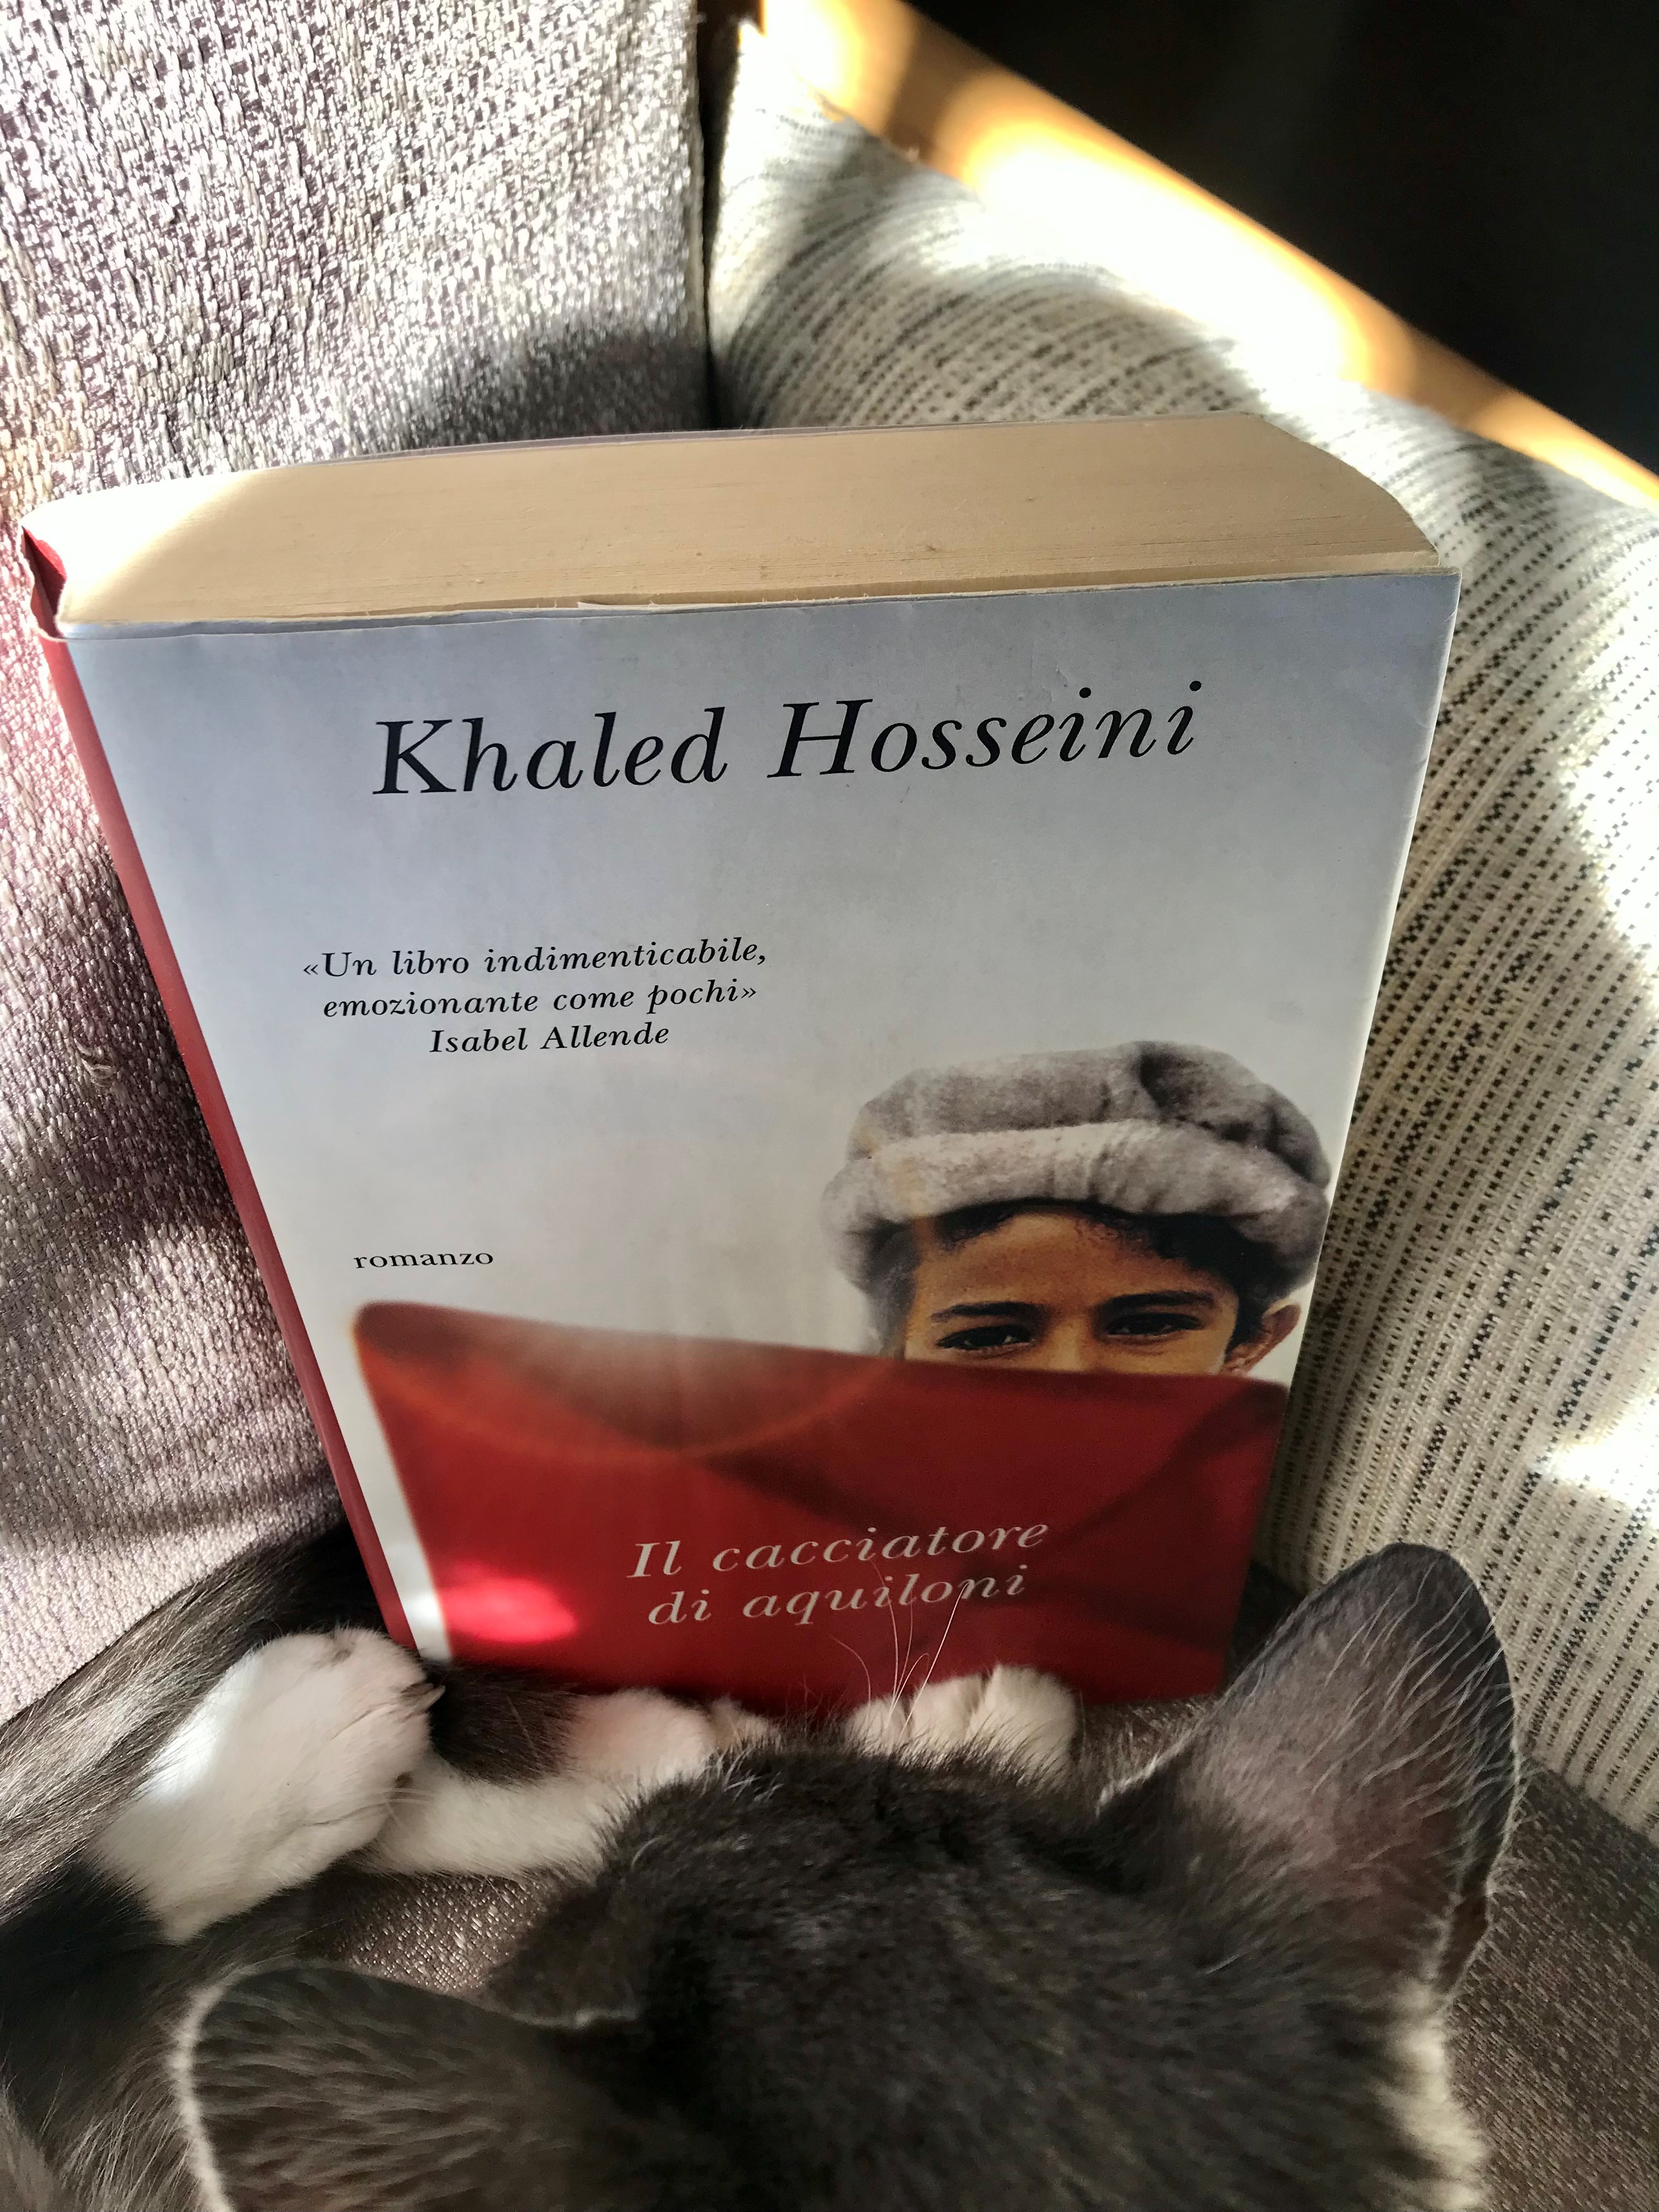 Khaled Hosseini
«Un libro indimenticabile,
emozionante come pochi»
Isabel Allende
romanzo
Il cacciatore
di aquiloni